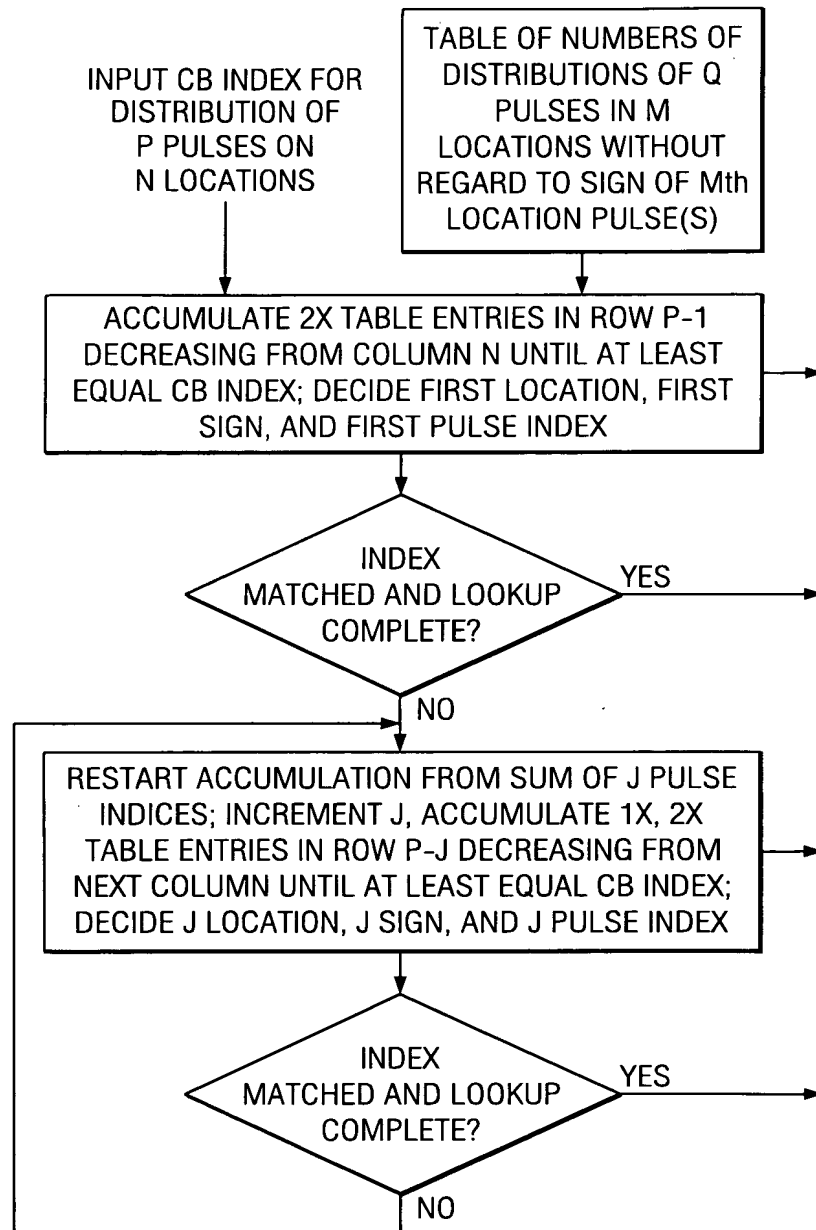 INPUT CB INDEX FOR
DISTRIBUTION OF
P PULSES ON
N LOCATIONS
TABLE OF NUMBERS OF
DISTRIBUTIONS OF Q
PULSES IN M
LOCATIONS WITHOUT
REGARD TO SIGN OF Mth
LOCATION PULSE(S)
ACCUMULATE 2X TABLE ENTRIES IN ROW P-1
DECREASING FROM COLUMN N UNTIL AT LEAST
EQUAL CB INDEX; DECIDE FIRST LOCATION, FIRST
SIGN, AND FIRST PULSE INDEX
INDEX
MATCHED AND LOOKUP
COMPLETE?
YES
NO
RESTART ACCUMULATION FROM SUM OF J PULSE
INDICES; INCREMENT J, ACCUMULATE 1X, 2X
TABLE ENTRIES IN ROW P-J DECREASING FROM
NEXT COLUMN UNTIL AT LEAST EQUAL CB INDEX;
DECIDE J LOCATION, J SIGN, AND J PULSE INDEX
INDEX
MATCHED AND LOOKUP
COMPLETE?
YES
NO